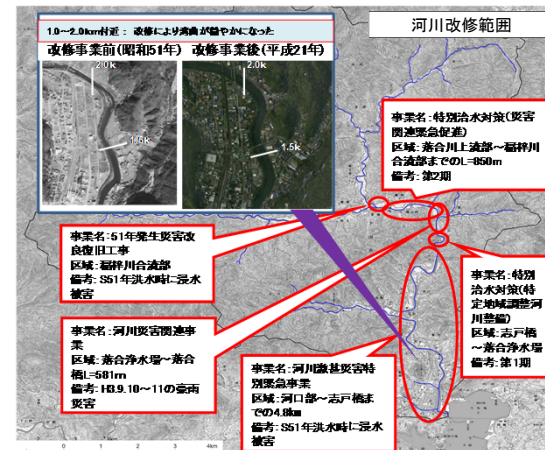 河川改修範囲
1.0~2.0km付近： 改修により湾曲が緩やかになった
改修事業前(昭和51年)
改修事業後(平成21年)
2.0k
1.5k
2.0k
1.5k
事業名：特別治水対策(災害
関連緊急促進)
区域：落合川上流部～稲梓川
合流部までのL=850m
備考：第2期
事業名：51年発生災害改
良復旧工事
区域：稲梓川合流部
備考：S51年洪水時に浸水
被害
事業名：特別
治水対策(特
定地域調整河
川整備)
区域：志戸橋
～落合浄水場
備考：第1期
事業名：河川災害関連事
業
区域：落合浄水場～落合
橋L=581m
備考：H3.9.10～11の豪雨
災害
事業名：河川激甚災害特
別緊急事業
区域：河口部～志戸橋ま
での4.8km
備考：S51年洪水時に浸水
被害
0 1 2 3 4km